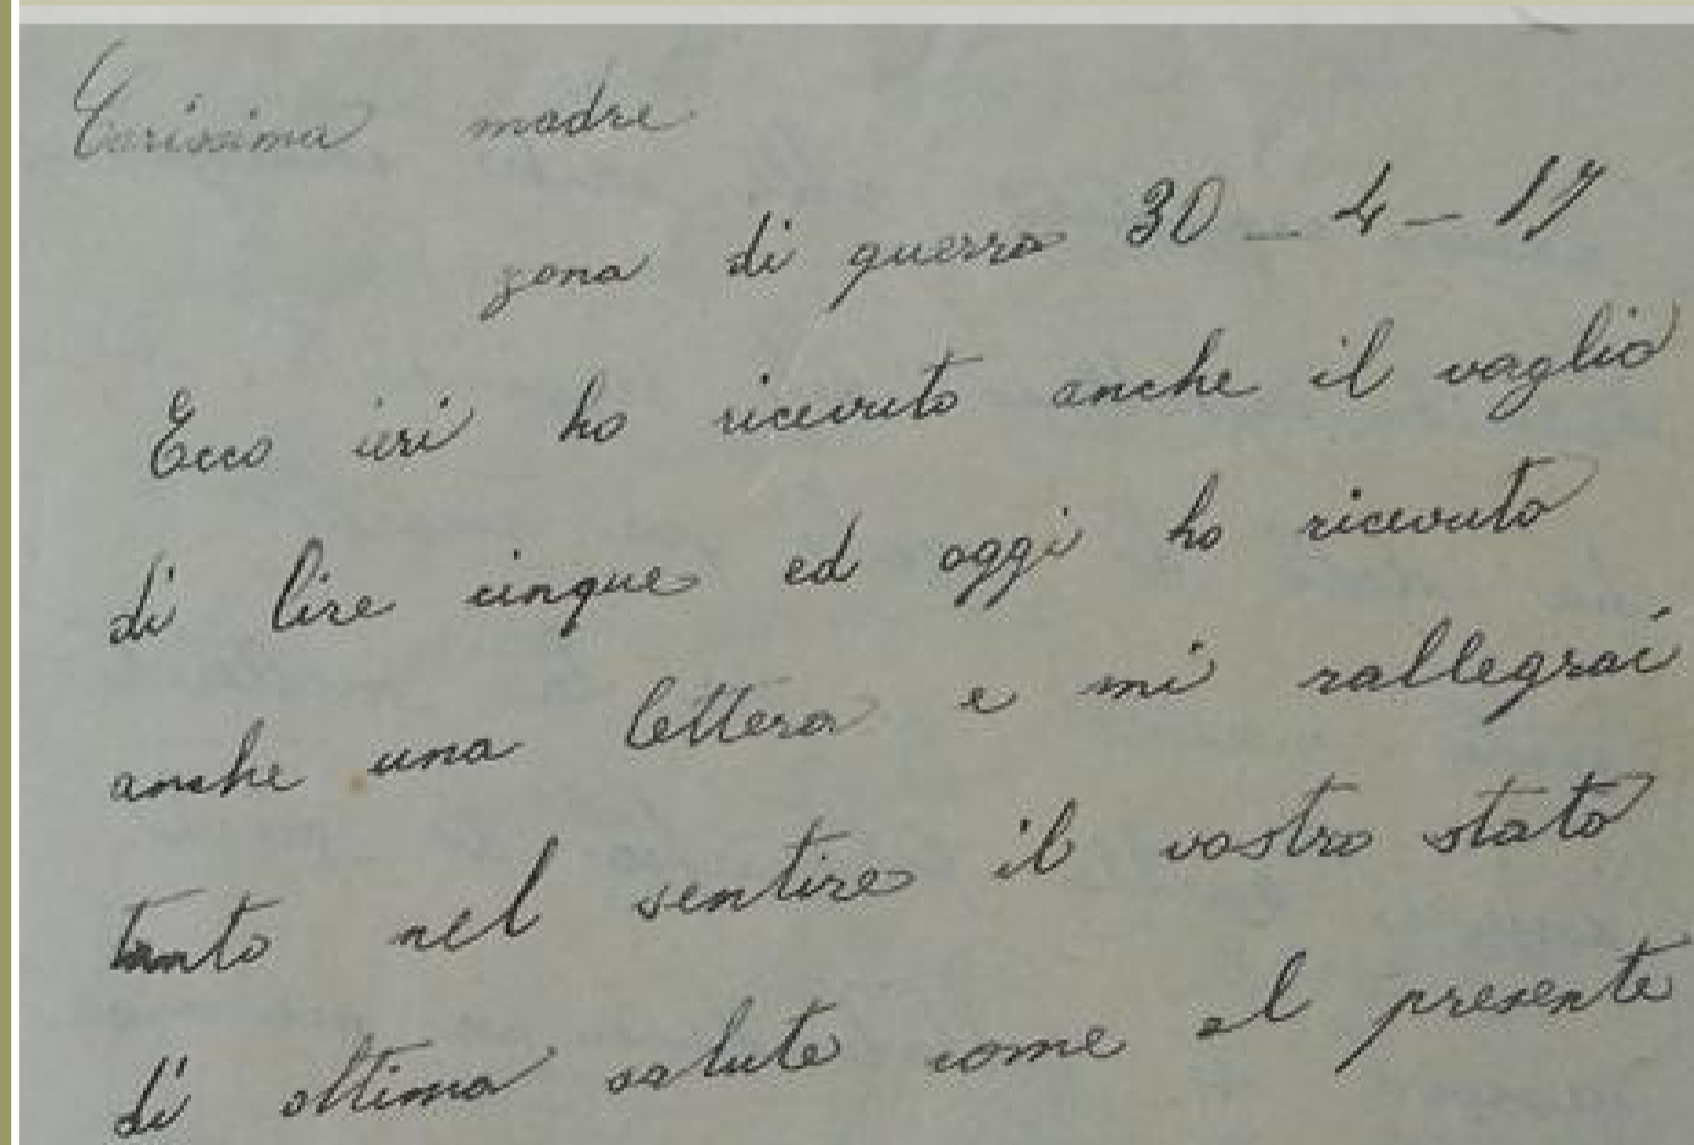 Carissima madre
zona di guerra 30 - 4 - 17
Ecco ieri ho ricevuto anche il vaglio
di lire cinque ed oggi ho ricevuto
anche una lettera e mi rallegrai
tanto nel sentire il vostro stato
di ottima salute come al presente